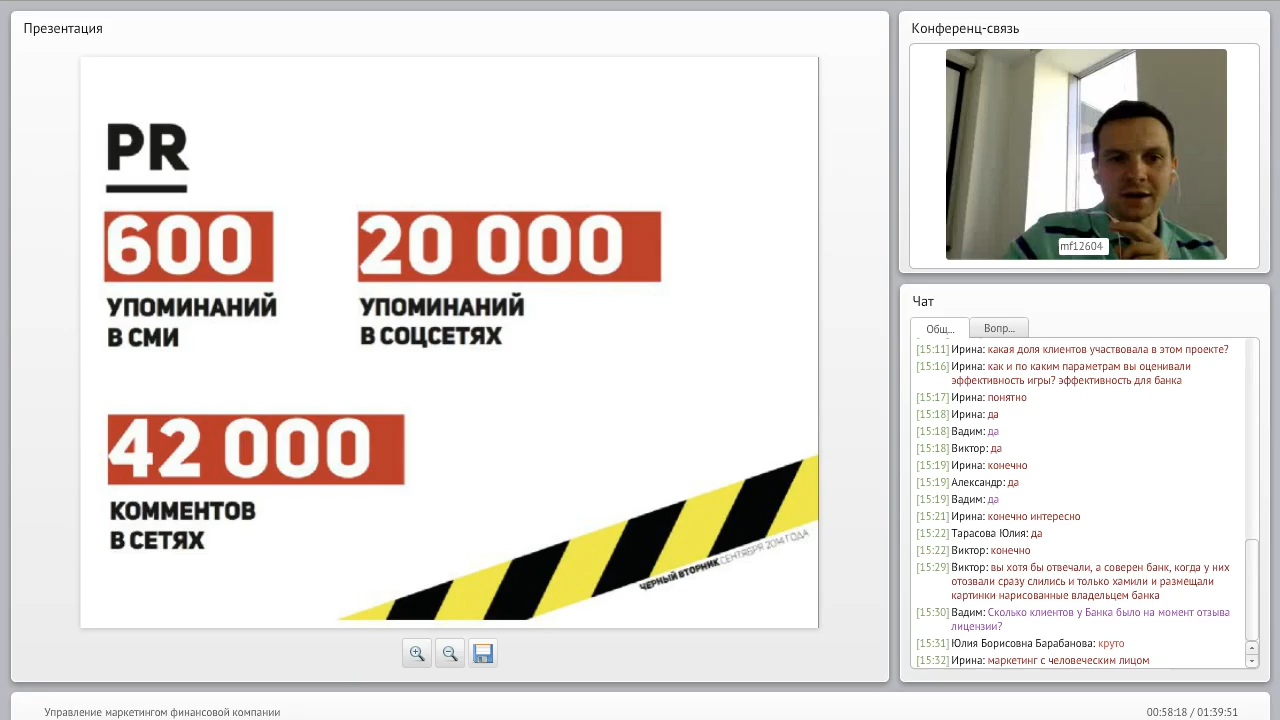 Презентация
PR
600
20 000
УПОМИНАНИЙ
В СМИ
УПОМИНАНИЙ
В СОЦСЕТЯХ
42 000
КОММЕНТОВ
В СЕТЯХ
ЧЕРНЫЙ ВТОРНИК СЕНТЯБРЯ 2014 ГОДА
Конференц-связь
mf12604
Чат
Общ...
Вопр...
[15:11] Ирина: какая доля клиентов участвовала в этом проекте?
[15:16] Ирина: как и по каким параметрам вы оценивали
эффективность игры? эффективность для банка
[15:17] Ирина: понятно
[15:18] Ирина: да
[15:18] Вадим: да
[15:18] Виктор: да
[15:19] Ирина: конечно
[15:19] Александр: да
[15:19] Вадим: да
[15:21] Ирина: конечно интересно
[15:22] Тарасова Юлия: да
[15:22] Виктор: конечно
[15:29] Виктор: вы хотя бы отвечали, а соверен банк, когда у них
отозвали сразу слились и только хамили и размещали
картинки нарисованные владельцем банка
[15:30] Вадим: Сколько клиентов у Банка было на момент отзыва
лицензии?
[15:31] Юлия Борисовна Барабанова: круто
[15:32] Ирина: маркетинг с человеческим лицом
Управление маркетингом финансовой компании
00:58:18 / 01:39:51